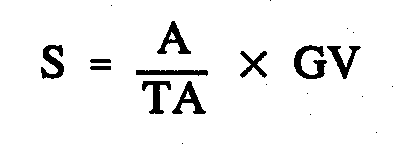 S = A/TA × GV